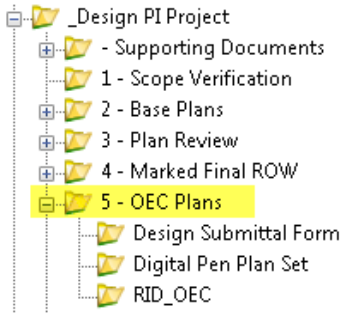 _Design PI Project
- Supporting Documents
1 - Scope Verification
2 - Base Plans
3 - Plan Review
4 - Marked Final ROW
5 - OEC Plans
Design Submittal Form
Digital Pen Plan Set
RID_OEC